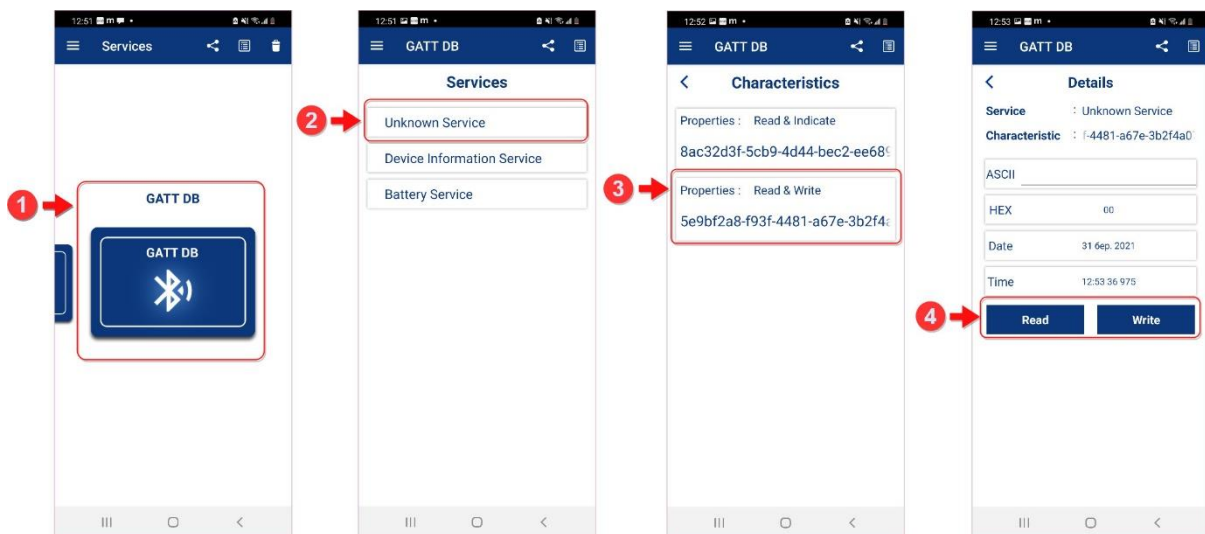 12:51
Services
GATT DB
GATT DB
1
12:51
GATT DB
Services
2
Unknown Service
Device Information Service
Battery Service
12:52
GATT DB
Characteristics
Properties : Read & Indicate
8ac32d3f-5cb9-4d44-bec2-ee689
3
Properties : Read & Write
5e9bf2a8-f93f-4481-a67e-3b2f4a
12:53
GATT DB
Details
Service : Unknown Service
Characteristic : f-4481-a67e-3b2f4a0
ASCII
HEX 00
Date 31 бер. 2021
Time 12:53 36 975
4
Read Write